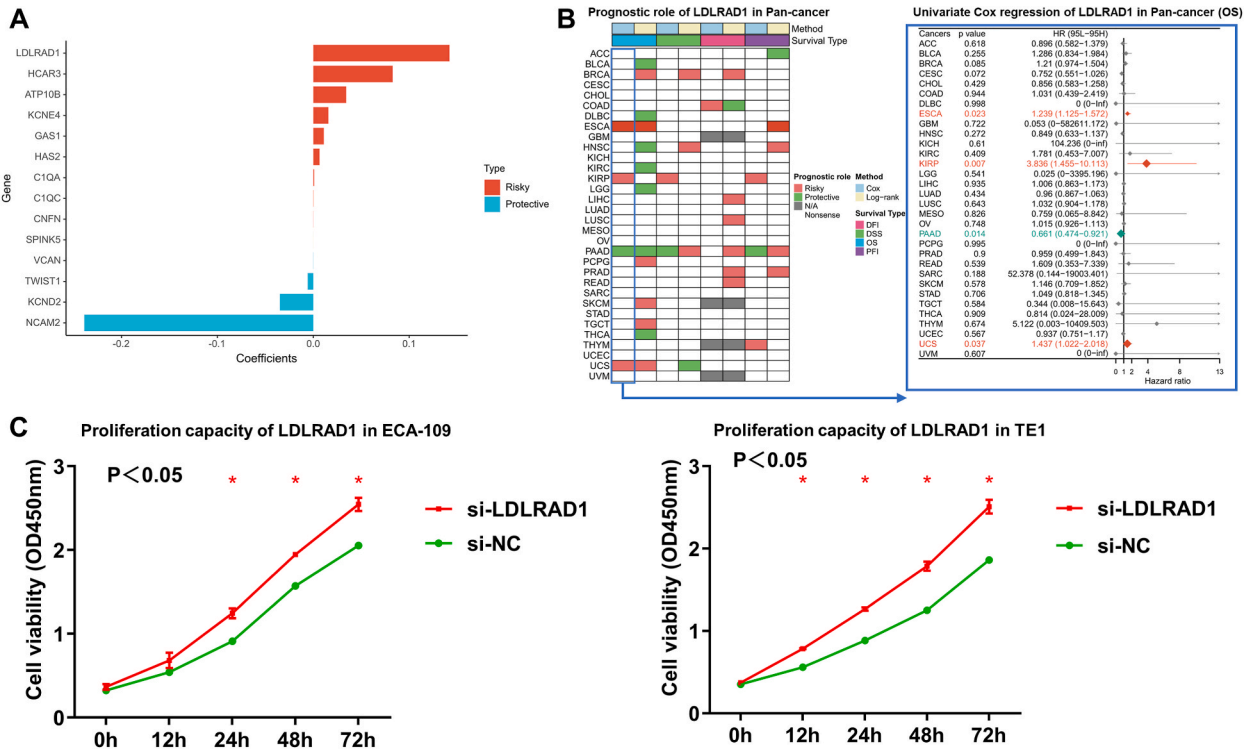 A
LDLRAD1
HCAR3
ATP10B
KCNE4
GAS1
HAS2
C1QA
C1QC
CNFN
SPINK5
VCAN
TWIST1
KCND2
NCAM2
Gene
-0.2
-0.1
0.0
0.1
Coefficients
Type
Risky
Protective
B
Prognostic role of LDLRAD1 in Pan-cancer
Method
Survival Type
ACC
BLCA
BRCA
CESC
CHOL
COAD
DLBC
ESCA
GBM
HNSC
KICH
KIRC
KIRP
LGG
LIHC
LUAD
LUSC
MESO
OV
PAAD
PCPG
PRAD
READ
SARC
SKCM
STAD
TGCT
THCA
THYM
UCEC
UCS
UVM
Prognostic role
Risky
Protective
N/A
Nonsense
Method
Cox
Log-rank
Survival Type
DFI
DSS
OS
PFI
Univariate Cox regression of LDLRAD1 in Pan-cancer (OS)
Cancers p value HR (95L-95H)
ACC 0.618 0.896 (0.582-1.379)
BLCA 0.255 1.286 (0.834-1.984)
BRCA 0.085 1.21 (0.974-1.504)
CESC 0.072 0.752 (0.551-1.026)
CHOL 0.429 0.856 (0.583-1.258)
COAD 0.944 1.031 (0.439-2.419)
DLBC 0.998 0 (0-Inf)
ESCA 0.023 1.239 (1.125-1.572)
GBM 0.722 0.053 (0-582611.172)
HNSC 0.272 0.849 (0.633-1.137)
KICH 0.61 104.236 (0-inf)
KIRC 0.409 1.781 (0.453-7.007)
KIRP 0.007 3.836 (1.455-10.113)
LGG 0.541 0.025 (0-3395.196)
LIHC 0.935 1.006 (0.863-1.173)
LUAD 0.434 0.96 (0.867-1.063)
LUSC 0.643 1.032 (0.904-1.178)
MESO 0.826 0.759 (0.065-8.842)
OV 0.748 1.015 (0.926-1.113)
PAAD 0.014 0.661 (0.474-0.921)
PCPG 0.995 0 (0-Inf)
PRAD 0.9 0.959 (0.499-1.843)
READ 0.539 1.609 (0.353-7.339)
SARC 0.188 52.378 (0.144-19003.401)
SKCM 0.578 1.146 (0.709-1.852)
STAD 0.706 1.049 (0.818-1.345)
TGCT 0.584 0.344 (0.008-15.643)
THCA 0.909 0.814 (0.024-28.009)
THYM 0.674 5.122 (0.003-10409.503)
UCEC 0.567 0.937 (0.751-1.17)
UCS 0.037 1.437 (1.022-2.018)
UVM 0.607 0 (0-inf)
0 1 2 4 8 13
Hazard ratio
C
Proliferation capacity of LDLRAD1 in ECA-109
P<0.05
* * *
Cell viability (OD450nm)
3
2
1
0
0h 12h 24h 48h 72h
si-LDLRAD1
si-NC
Proliferation capacity of LDLRAD1 in TE1
P<0.05
* * * *
Cell viability (OD450nm)
3
2
1
0
0h 12h 24h 48h 72h
si-LDLRAD1
si-NC